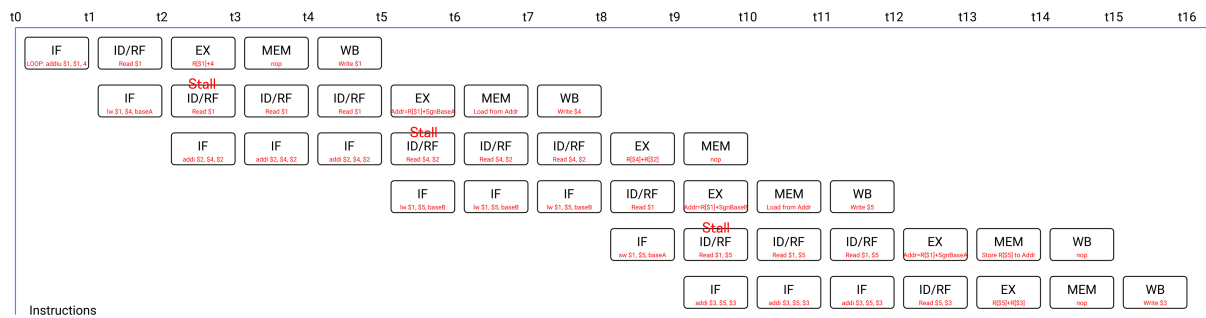 t0 t1 t2 t3 t4 t5 t6 t7 t8 t9 t10 t11 t12 t13 t14 t15 t16
IF ID/RF EX MEM WB
LOOP: addiu $1, $1, 4 Read $1 R[$1]+4 nop Write $1
Stall
IF ID/RF ID/RF ID/RF EX MEM WB
lw $1, $4, baseA Read $1 Read $1 Read $1 Addr=R[$1]+SgnBaseA Load from Addr Write $4
Stall
IF IF IF ID/RF ID/RF ID/RF EX MEM
addi $2, $4, $2 addi $2, $4, $2 addi $2, $4, $2 Read $4, $2 Read $4, $2 Read $4, $2 R[$4]+R[$2] nop
IF IF IF ID/RF EX MEM WB
lw $1, $5, baseB lw $1, $5, baseB lw $1, $5, baseB Read $1 Addr=R[$1]+SgnBaseB Load from Addr Write $5
Stall
IF ID/RF ID/RF ID/RF EX MEM WB
sw $1, $5, baseA Read $1, $5 Read $1, $5 Read $1, $5 Addr=R[$1]+SgnBaseA Store R[$5] to Addr nop
IF IF IF ID/RF EX MEM WB
addi $3, $5, $3 addi $3, $5, $3 addi $3, $5, $3 Read $5, $3 R[$5]+R[$3] nop Write $3
Instructions